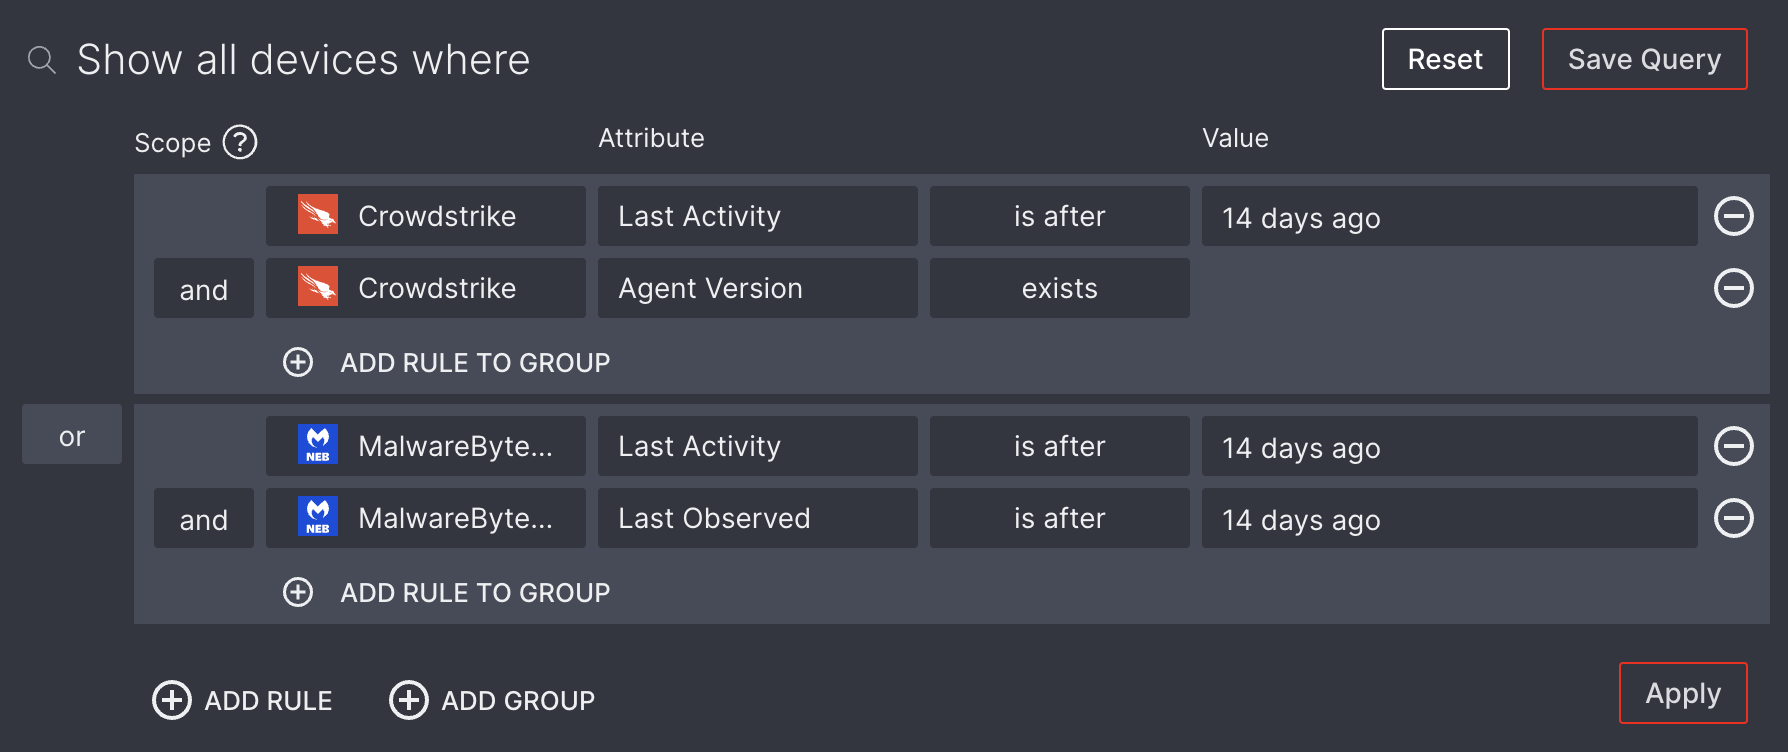 Show all devices where
Reset
Save Query
Scope ?
Attribute
Value
Crowdstrike
Last Activity
is after
14 days ago
and
Crowdstrike
Agent Version
exists
ADD RULE TO GROUP
or
NEB
MalwareByte...
Last Activity
is after
14 days ago
and
NEB
MalwareByte...
Last Observed
is after
14 days ago
ADD RULE TO GROUP
ADD RULE
ADD GROUP
Apply